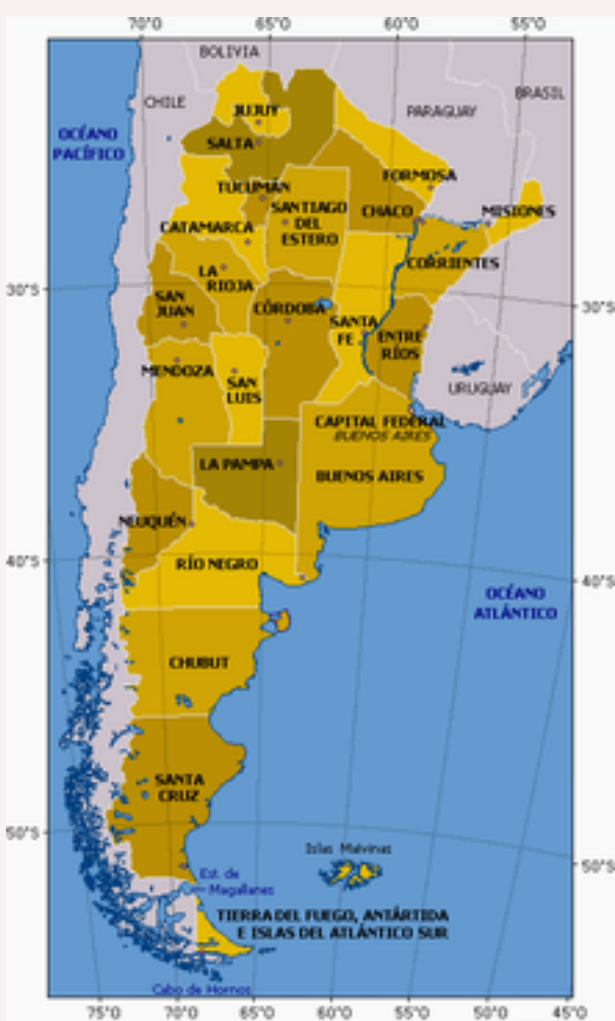 70°O
65°O
60°O
55°O
BOLIVIA
BRASIL
CHILE
PARAGUAY
JUJUY
OCÉANO
PACÍFICO
SALTA
FORMOSA
TUCUMÁN
SANTIAGO
DEL
ESTERO
CHACO
MISIONES
CATAMARCA
CORRIENTES
LA
RIOJA
30°S
30°S
SAN
JUAN
CÓRDOBA
SANTA
FE
ENTRE
RÍOS
MENDOZA
SAN
LUIS
URUGUAY
CAPITAL FEDERAL
BUENOS AIRES
LA PAMPA
BUENOS AIRES
NEUQUÉN
40°S
RÍO NEGRO
40°S
OCÉANO
ATLÁNTICO
CHUBUT
SANTA
CRUZ
50°S
Islas Malvinas
50°S
Est. de
Magallanes
TIERRA DEL FUEGO, ANTÁRTIDA
E ISLAS DEL ATLÁNTICO SUR
Cabo de Hornos
75°O
70°O
65°O
60°O
55°O
50°O
45°O